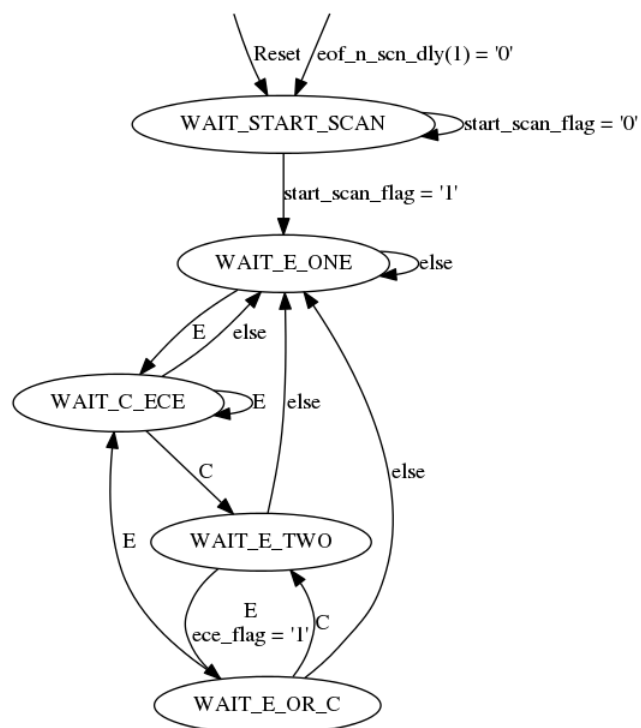 Reset
eof_n_scn_dly(1) = '0'
WAIT_START_SCAN
start_scan_flag = '0'
start_scan_flag = '1'
WAIT_E_ONE
else
E
else
WAIT_C_ECE
E
else
C
else
E
WAIT_E_TWO
E
ece_flag = '1'
C
WAIT_E_OR_C